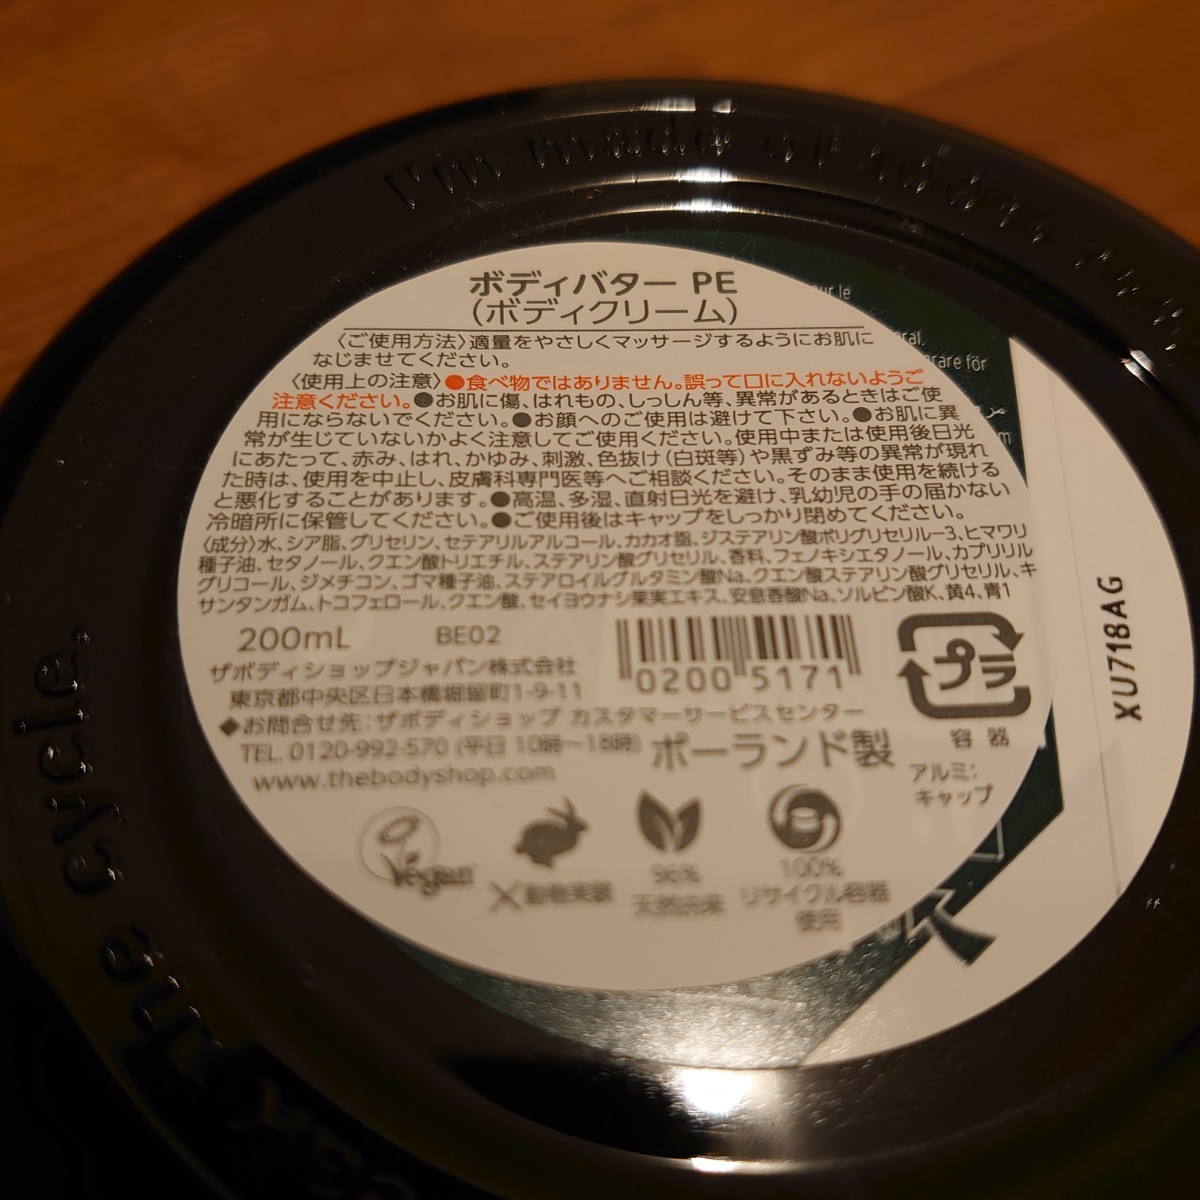 I'm made of 100%
ボディバター PE
(ボディクリーム)
〈ご使用方法〉適量をやさしくマッサージするようにお肌に
なじませてください。
〈使用上の注意〉●食べ物ではありません。誤って口に入れないようご
注意ください。●お肌に傷、はれもの、しっしん等、異常があるときはご使
用にならないでください。●お顔へのご使用は避けて下さい。●お肌に異
常が生じていないかよく注意してご使用ください。使用中または使用後日光
にあたって、赤み、はれ、かゆみ、刺激、色抜け(白斑等)や黒ずみ等の異常が現れ
た時は、使用を中止し、皮膚科専門医等へご相談ください。そのまま使用を続ける
と悪化することがあります。●高温、多湿、直射日光を避け、乳幼児の手の届かない
冷暗所に保管してください。●ご使用後はキャップをしっかり閉めてください。
〈成分〉水、シア脂、グリセリン、セテアリルアルコール、カカオ脂、ジステアリン酸ポリグリセリル-3、ヒマワリ
種子油、セタノール、クエン酸トリエチル、ステアリン酸グリセリル、香料、フェノキシエタノール、カプリリル
グリコール、ジメチコン、ゴマ種子油、ステアロイルグルタミン酸Na、クエン酸ステアリン酸グリセリル、キ
サンタンガム、トコフェロール、クエン酸、セイヨウナシ果実エキス、安息香酸Na、ソルビン酸K、黄4、青1
200mL BE02
ザボディショップジャパン株式会社
東京都中央区日本橋堀留町1-9-11
02005171
プラ
容器
アルミ:
キャップ
◆お問合せ先:ザボディショップ カスタマーサービスセンター
TEL 0120-992-570 (平日 10時〜18時)
ポーランド製
www.thebodyshop.com
Vegan
×動物実験
96%
天然由来
100%
リサイクル容器
使用
XU718AG
our le
rare för
the cycle.